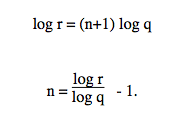 log r = (n+1) log q
n = log r / log q - 1.